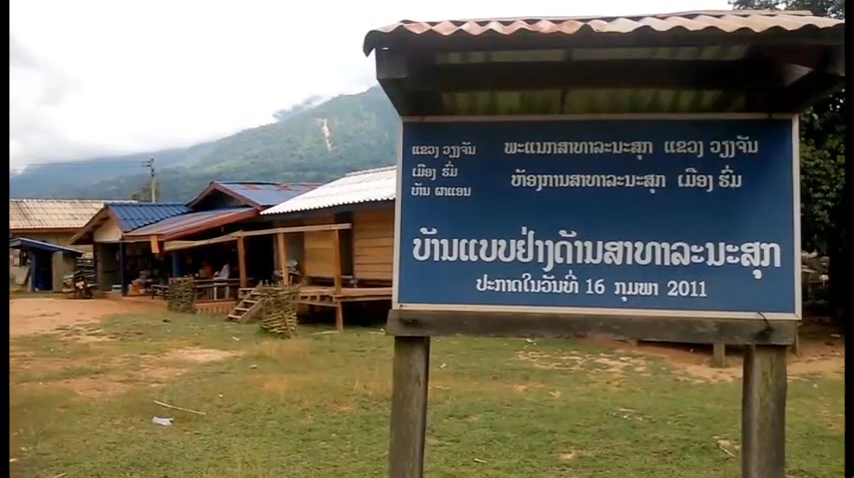 ແຂວງ ວຽງຈັນ ພະແນກສາທາລະນະສຸກ ແຂວງ ວຽງຈັນ
ເມືອງ ຮົ່ມ ຫ້ອງການສາທາລະນະສຸກ ເມືອງ ຮົ່ມ
ບ້ານ ຜາແອນ
ບ້ານແບບຢ່າງດ້ານສາທາລະນະສຸກ
ປະກາດໃນວັນທີ 16 ກຸມພາ 2011